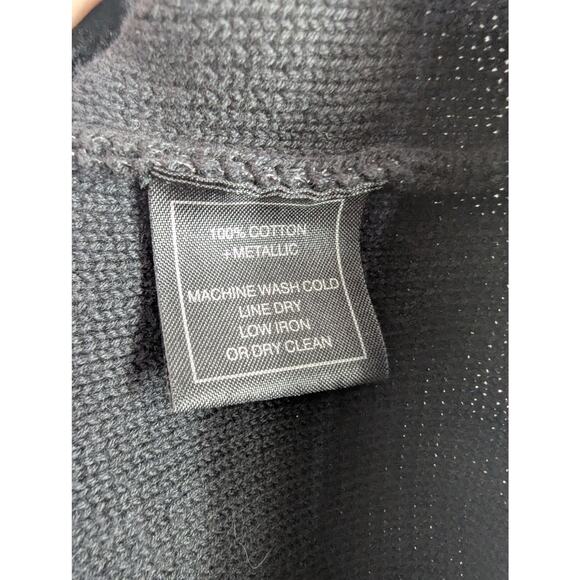 100% COTTON
+METALLIC
MACHINE WASH COLD
LINE DRY
LOW IRON
OR DRY CLEAN